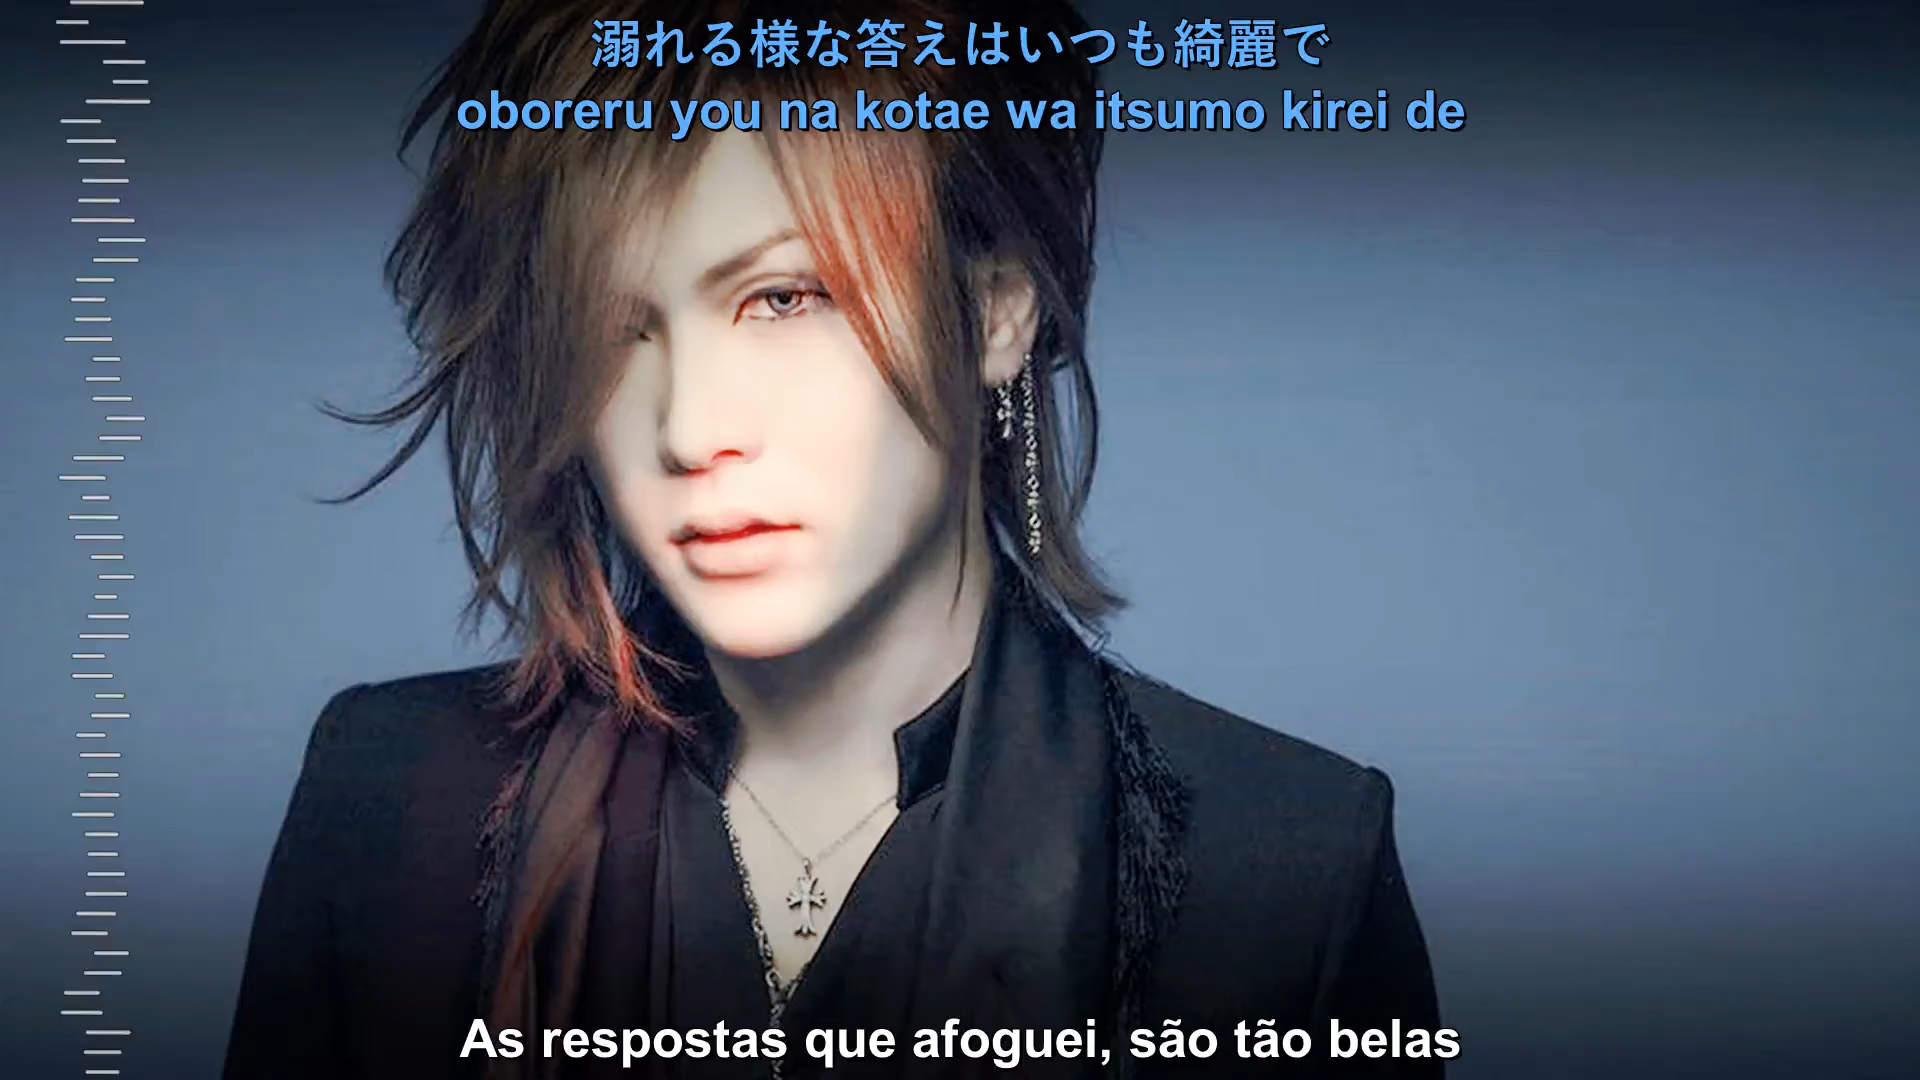 溺れる様な答えはいつも綺麗で
oboreru you na kotae wa itsumo kirei de
As respostas que afoguei, são tão belas